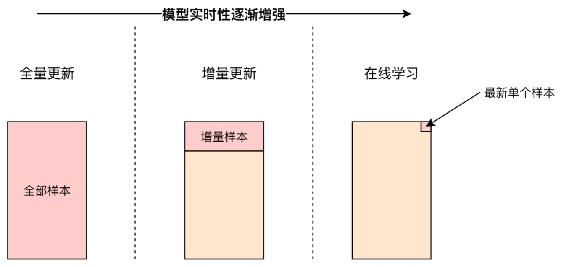 模型实时性逐渐增强
全量更新
增量更新
在线学习
最新单个样本
增量样本
全部样本